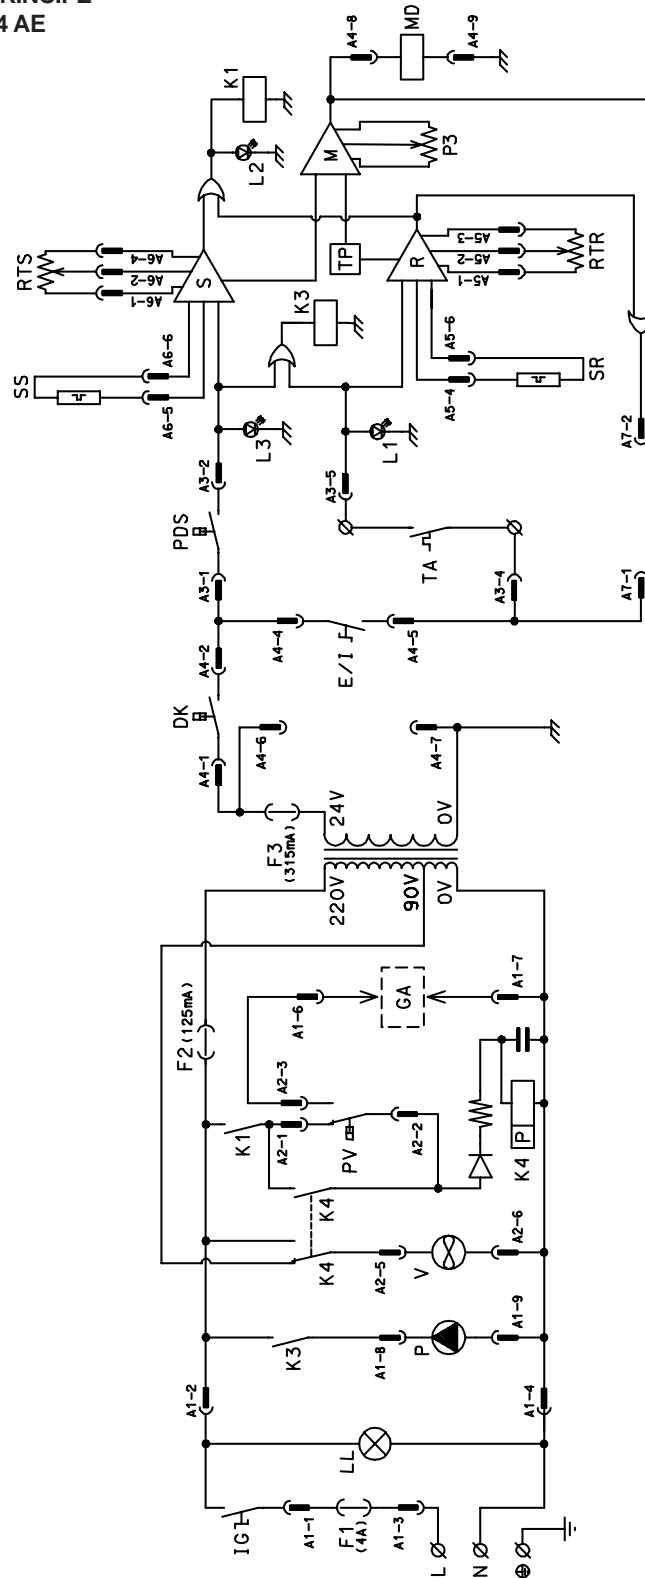 RINCIPE
4 AE
A4-8
MD
A4-9
K1
L2
M
P3
RTS
A6-4
A6-2
A6-1
S
TP
R
A5-3
A5-2
A5-1
RTR
K3
SS
A6-6
A6-5
A5-6
A5-4
SR
L3
L1
A3-2
A3-5
A7-2
PDS
TA
A3-1
A3-4
A7-1
A4-2
A4-4
E/I
A4-5
DK
A4-1
A4-6
A4-7
F3
(315mA)
24V
0V
220V
90V
0V
F2 (125mA)
A1-6
GA
A1-7
A2-3
K1
A2-1
PV
A2-2
P
K4
K4
K4
A2-5
V
A2-6
K3
A1-8
P
A1-9
A1-2
A1-4
LL
IG
A1-1
F1
(4A)
A1-3
L
N